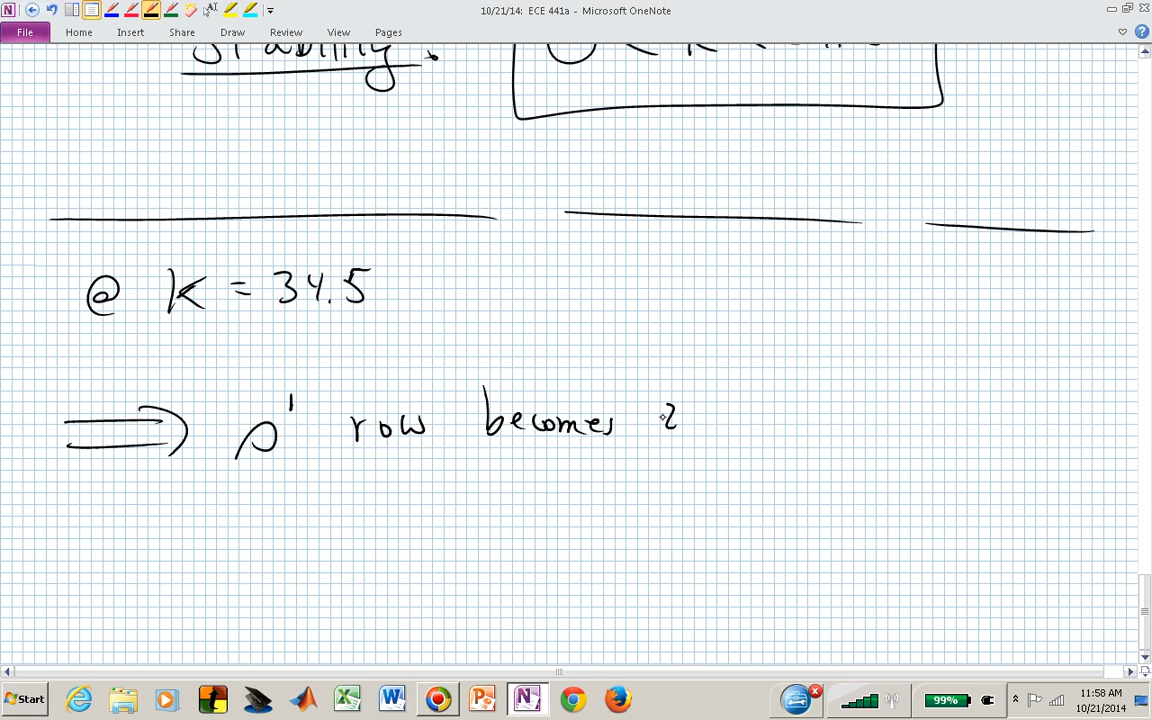 10/21/14: ECE 441a - Microsoft OneNote
File Home Insert Share Draw Review View Pages
Stability:
@ K = 34.5
⟹ s¹ row becomes
99%
11:58 AM
Start
10/21/2014